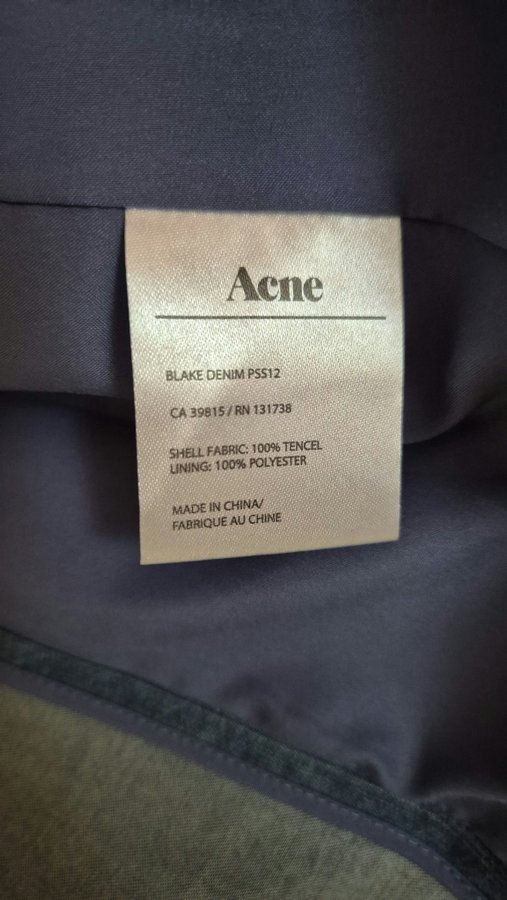 Acne
BLAKE DENIM PSS12
CA 39815 / RN 131738
SHELL FABRIC: 100% TENCEL
LINING: 100% POLYESTER
MADE IN CHINA/
FABRIQUE AU CHINE